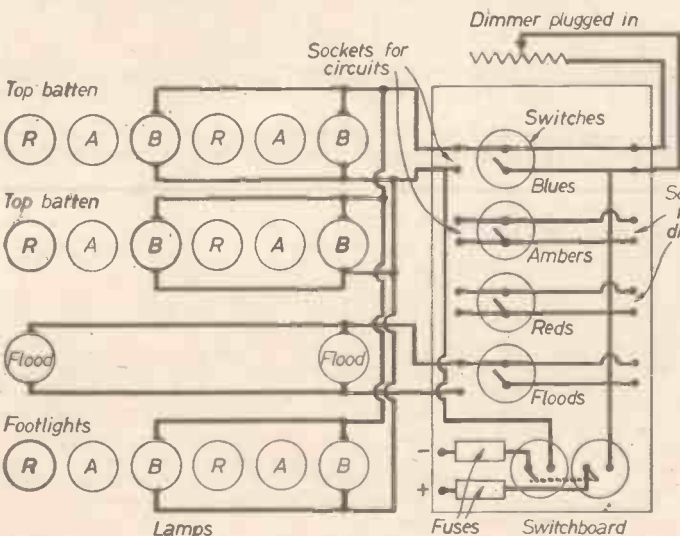 Dimmer plugged in
Sockets for
circuits
Top batten
R A B R A B
Switches
Blues
Top batten
R A B R A B
Ambers
Reds
Flood Flood
Floods
Footlights
R A B R A B
-
+
Lamps
Fuses
Switchboard